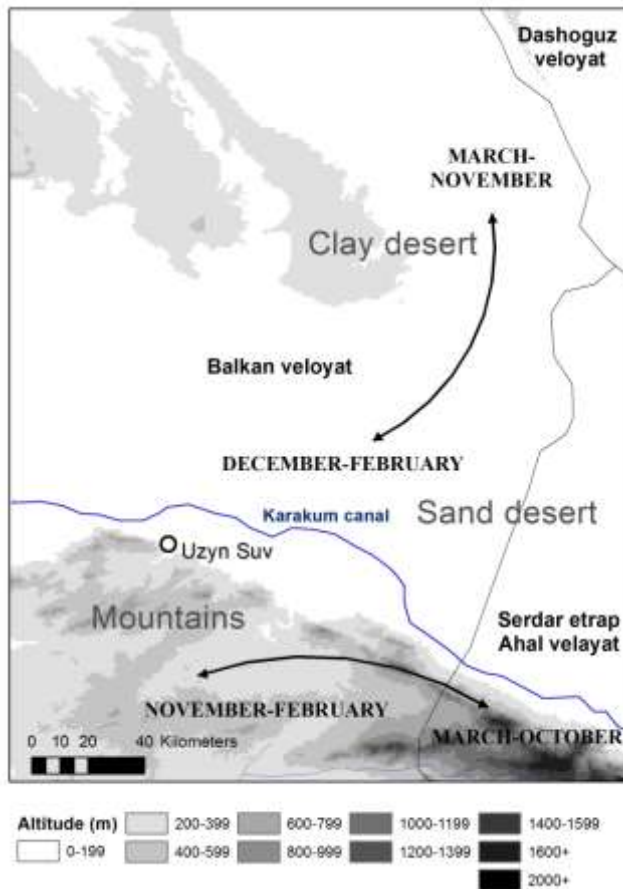 Dashoguz
veloyat
MARCH-
NOVEMBER
Clay desert
Balkan veloyat
DECEMBER-FEBRUARY
Karakum canal
Sand desert
Uzyn Suv
Mountains
Serdar etrap
Ahal velayat
NOVEMBER-FEBRUARY
MARCH-OCTOBER
0 10 20 40 Kilometers
Altitude (m)
200-399 600-799 1000-1199 1400-1599
0-199 400-599 800-999 1200-1399 1600+
2000+